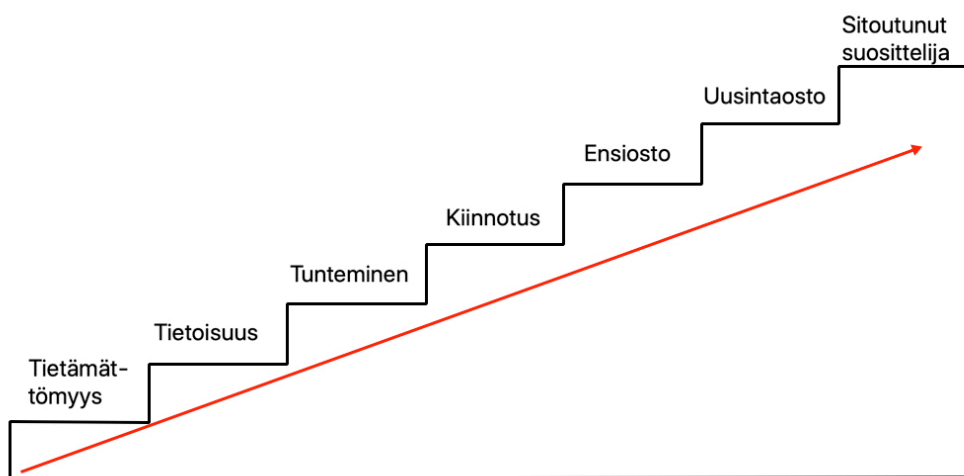 Sitoutunut
suosittelija
Uusintaosto
Ensiosto
Kiinnotus
Tunteminen
Tietoisuus
Tietämät-
tömyys